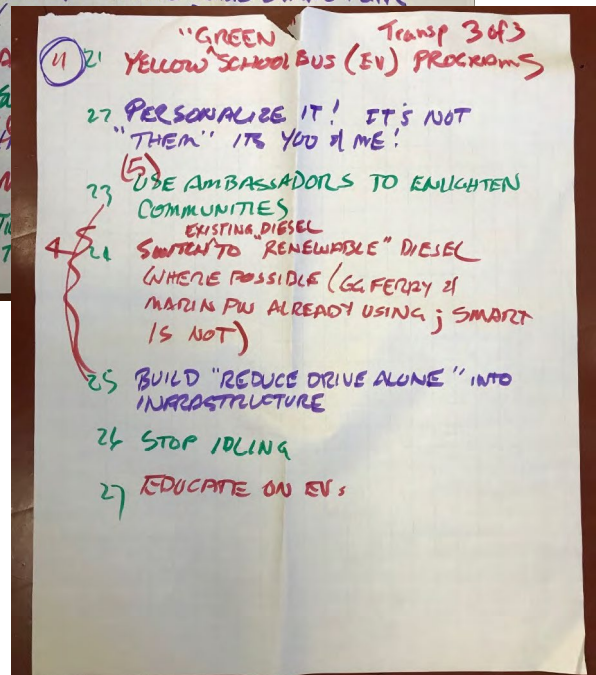 "GREEN Transp 3 of 3
4 21 YELLOW ^ SCHOOL BUS (EV) PROGRAMS
22 PERSONALIZE IT! IT'S NOT
"THEM" ITS YOU & ME!
(5)
23 USE AMBASSADORS TO ENLIGHTEN
COMMUNITIES
EXISTING DIESEL
4 24 SWITCH TO "RENEWABLE" DIESEL
WHERE POSSIBLE (GG FERRY &
MARIN PW ALREADY USING; SMART
IS NOT)
25 BUILD "REDUCE DRIVE ALONE" INTO
INFRASTRUCTURE
26 STOP IDLING
27 EDUCATE ON EVs